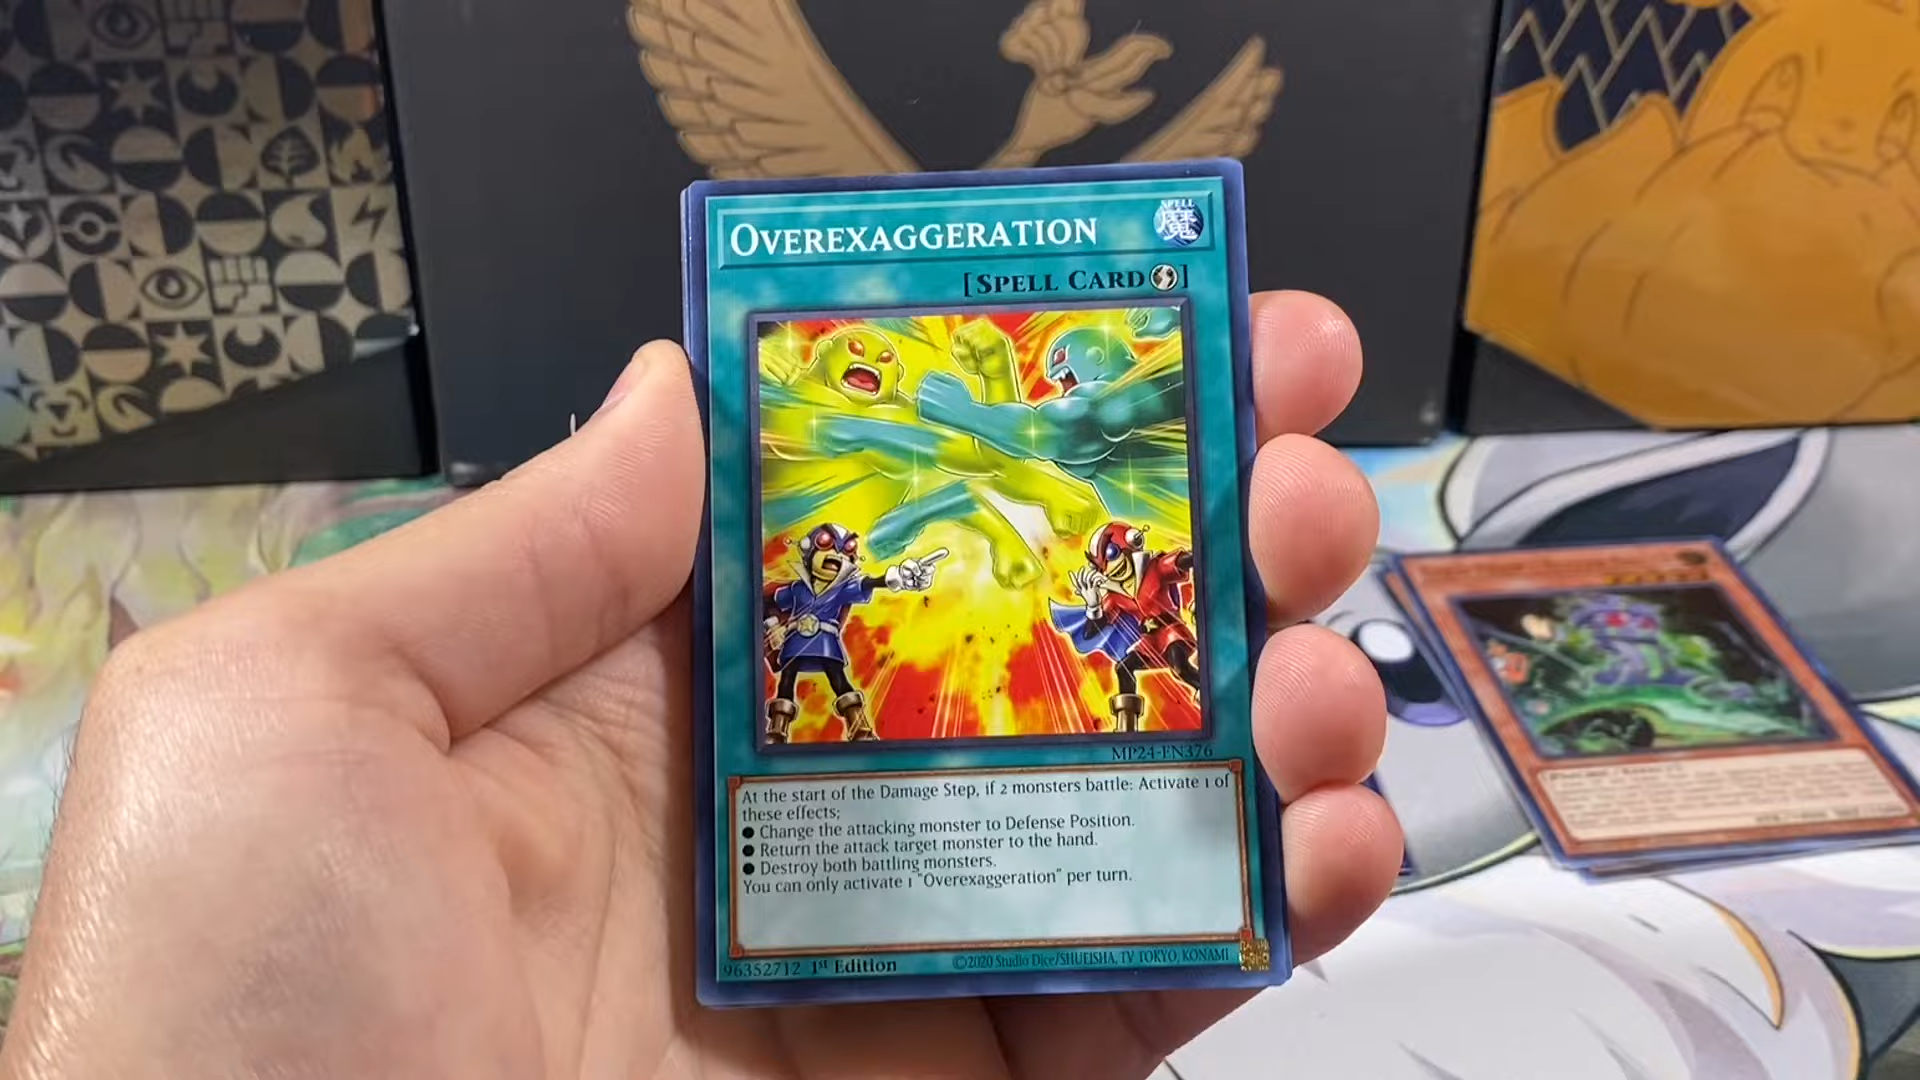 OVEREXAGGERATION
SPELL
魔
[SPELL CARD]
MP24-EN376
At the start of the Damage Step, if 2 monsters battle: Activate 1 of
these effects;
● Change the attacking monster to Defense Position.
● Return the attack target monster to the hand.
● Destroy both battling monsters.
You can only activate 1 "Overexaggeration" per turn.
96352712 1st Edition
©2020 Studio Dice/SHUEISHA, TV TOKYO, KONAMI